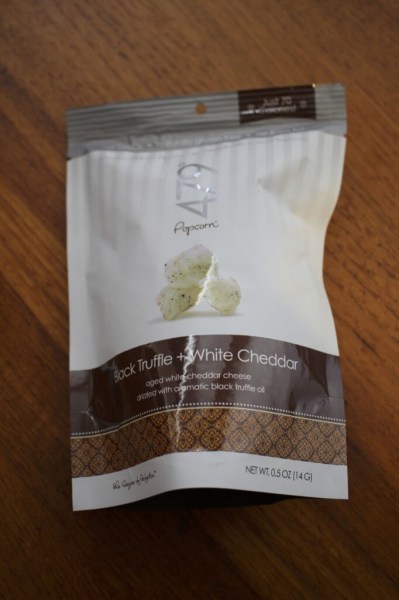 Just 70
479
Popcorn
Black Truffle + White Cheddar
aged white cheddar cheese
drizzled with aromatic black truffle oil
NET WT. 0.5 OZ (14 G)